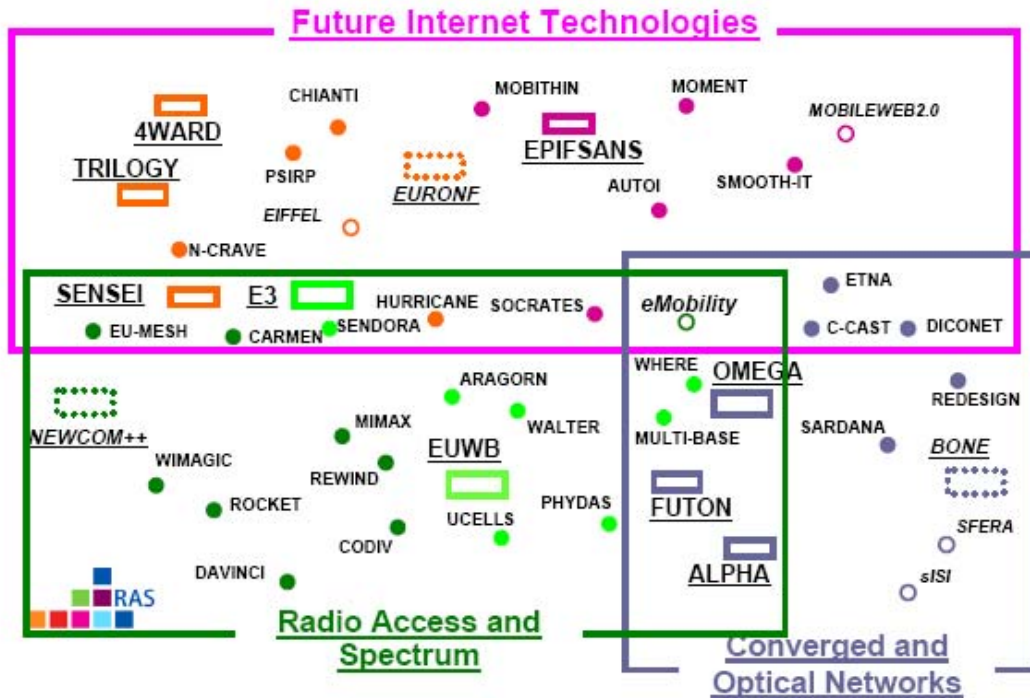 Future Internet Technologies
CHIANTI
MOBITHIN
MOMENT
MOBILEWEB2.0
4WARD
EPIFSANS
TRILOGY
PSIRP
EURONF
AUTOI
SMOOTH-IT
EIFFEL
N-CRAVE
SENSEI
E3
HURRICANE
SOCRATES
eMobility
ETNA
EU-MESH
CARMEN
SENDORA
C-CAST
DICONET
ARAGORN
WHERE
OMEGA
REDESIGN
NEWCOM++
MIMAX
WALTER
MULTI-BASE
SARDANA
BONE
WIMAGIC
REWIND
EUWB
ROCKET
UCELLS
PHYDAS
FUTON
SFERA
CODIV
DAVINCI
ALPHA
sISI
RAS
Radio Access and
Spectrum
Converged and
Optical Networks